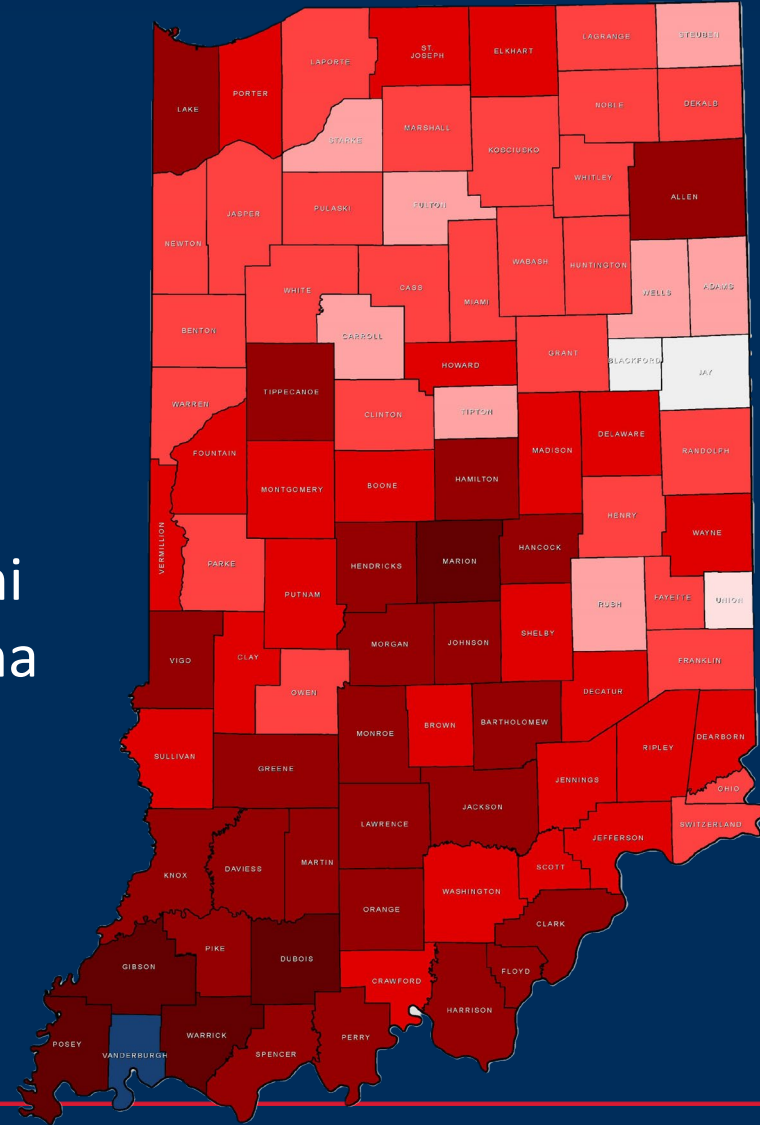 ni
na
LAKE
PORTER
LAPORTE
ST.
JOSEPH
ELKHART
LAGRANGE
STEUBEN
STARKE
MARSHALL
KOSCIUSKO
NOBLE
DEKALB
WHITLEY
ALLEN
NEWTON
JASPER
PULASKI
FULTON
WHITE
CASS
MIAMI
WABASH
HUNTINGTON
WELLS
ADAMS
BENTON
CARROLL
HOWARD
GRANT
BLACKFORD
JAY
WARREN
TIPPECANOE
CLINTON
TIPTON
MADISON
DELAWARE
RANDOLPH
FOUNTAIN
MONTGOMERY
BOONE
HAMILTON
HENRY
WAYNE
VERMILLION
PARKE
PUTNAM
HENDRICKS
MARION
HANCOCK
RUSH
FAYETTE
UNION
VIGO
CLAY
OWEN
MORGAN
JOHNSON
SHELBY
FRANKLIN
SULLIVAN
GREENE
MONROE
BROWN
BARTHOLOMEW
DECATUR
RIPLEY
DEARBORN
JENNINGS
OHIO
SWITZERLAND
LAWRENCE
JACKSON
JEFFERSON
SCOTT
KNOX
DAVIESS
MARTIN
ORANGE
WASHINGTON
CLARK
GIBSON
PIKE
DUBOIS
CRAWFORD
FLOYD
HARRISON
POSEY
VANDERBURGH
WARRICK
SPENCER
PERRY